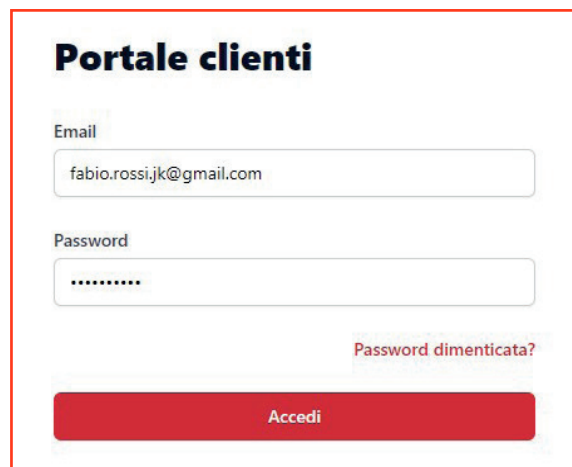 Portale clienti
Email
fabio.rossi.jk@gmail.com
Password
••••••••••
Password dimenticata?
Accedi